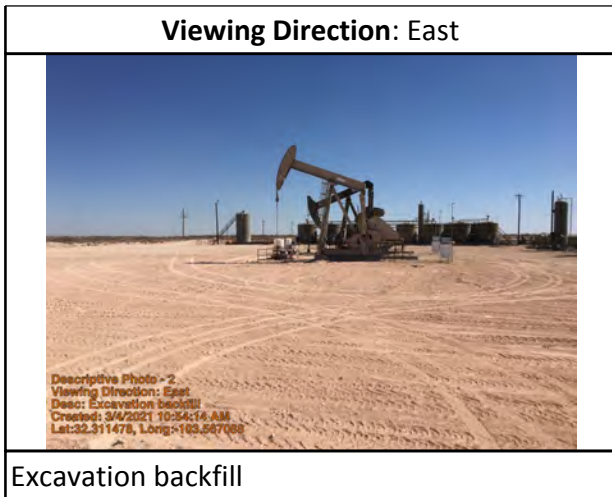 Viewing Direction: East
Descriptive Photo - 2
Viewing Direction: East
Desc: Excavation backfill
Created: 3/4/2021 10:54:14 AM
Lat:32.311478, Long:-103.567068
Excavation backfill